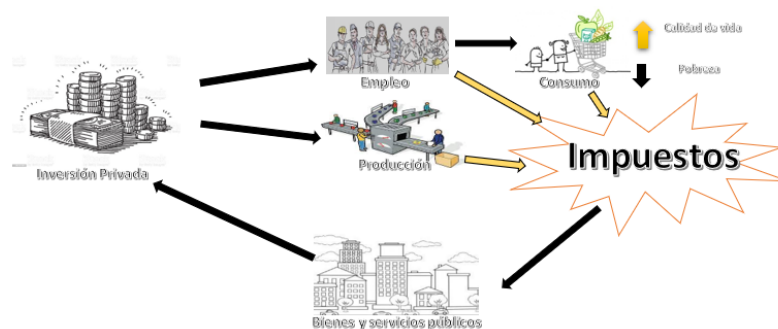 Calidad de vida
Empleo
Consumo
Pobreza
Inversión Privada
Producción
Impuestos
Bienes y servicios públicos